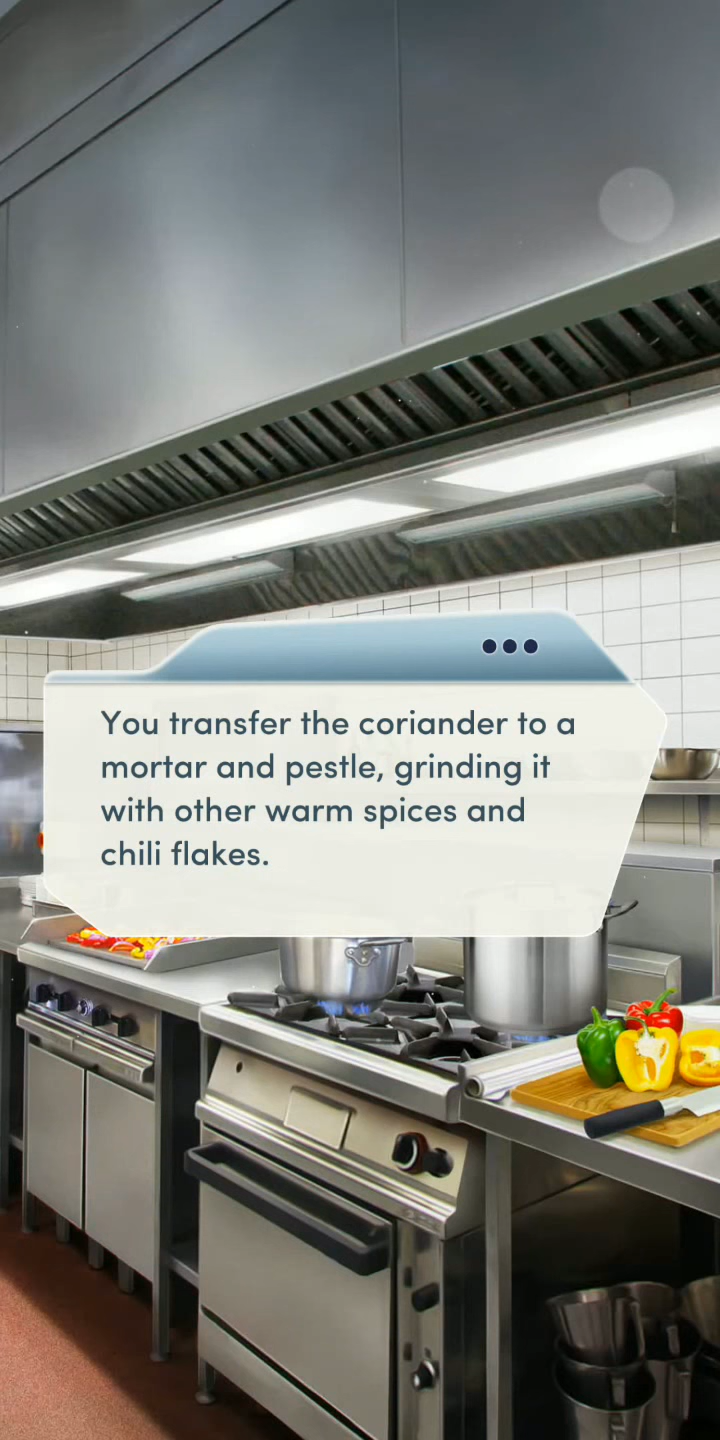 You transfer the coriander to a
mortar and pestle, grinding it
with other warm spices and
chili flakes.